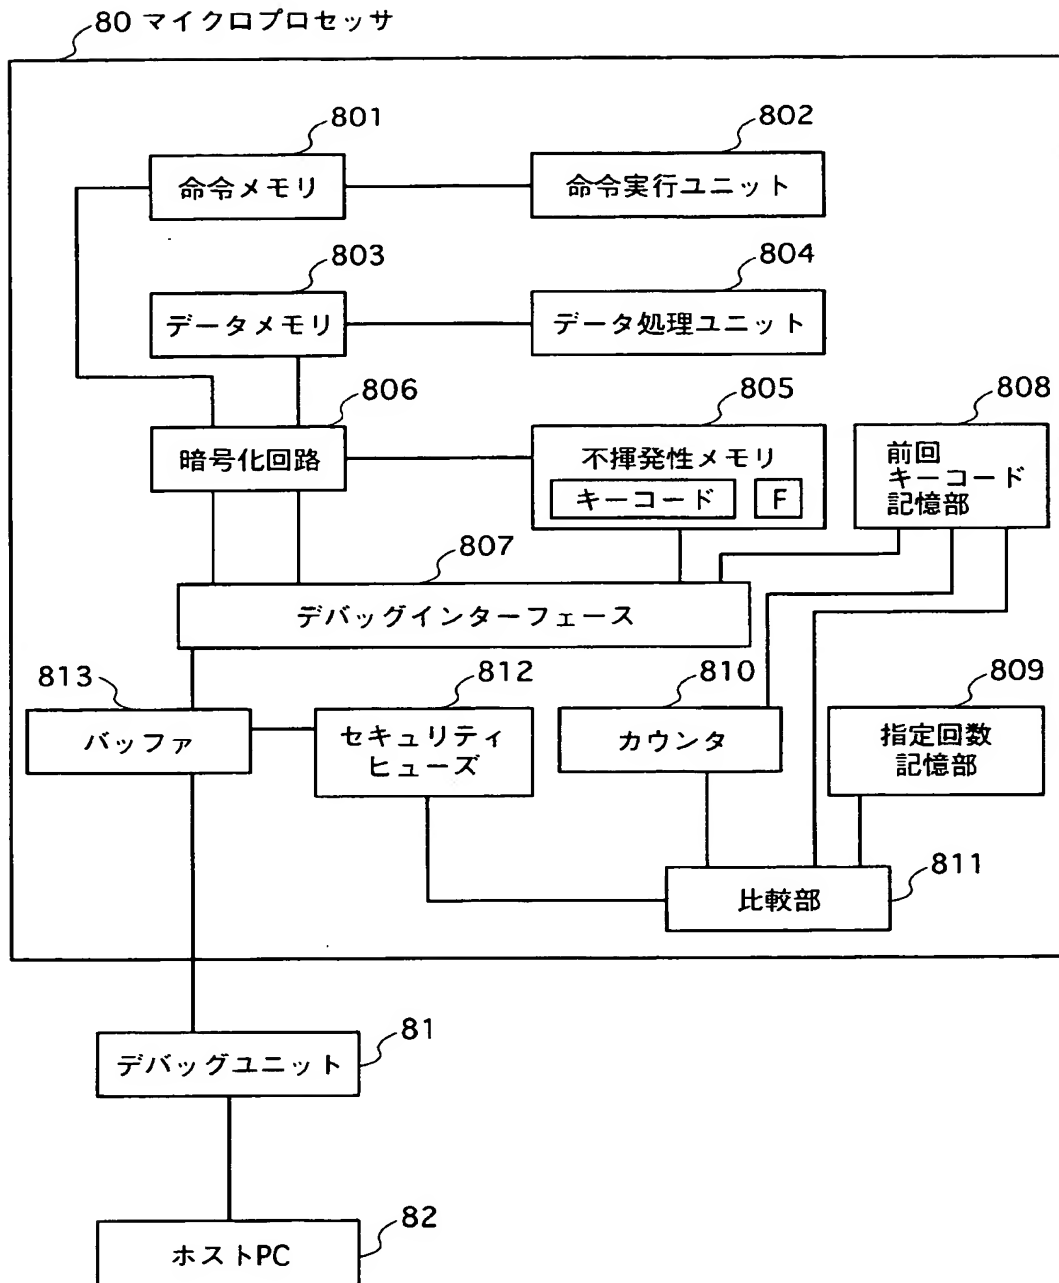 80 マイクロプロセッサ
801
802
命令メモリ
命令実行ユニット
803
804
データメモリ
データ処理ユニット
806
805
808
暗号化回路
不揮発性メモリ
キーコード
F
前回
キーコード
記憶部
807
デバッグインターフェース
813
812
810
809
バッファ
セキュリティ
ヒューズ
カウンタ
指定回数
記憶部
811
比較部
81
デバッグユニット
82
ホストPC